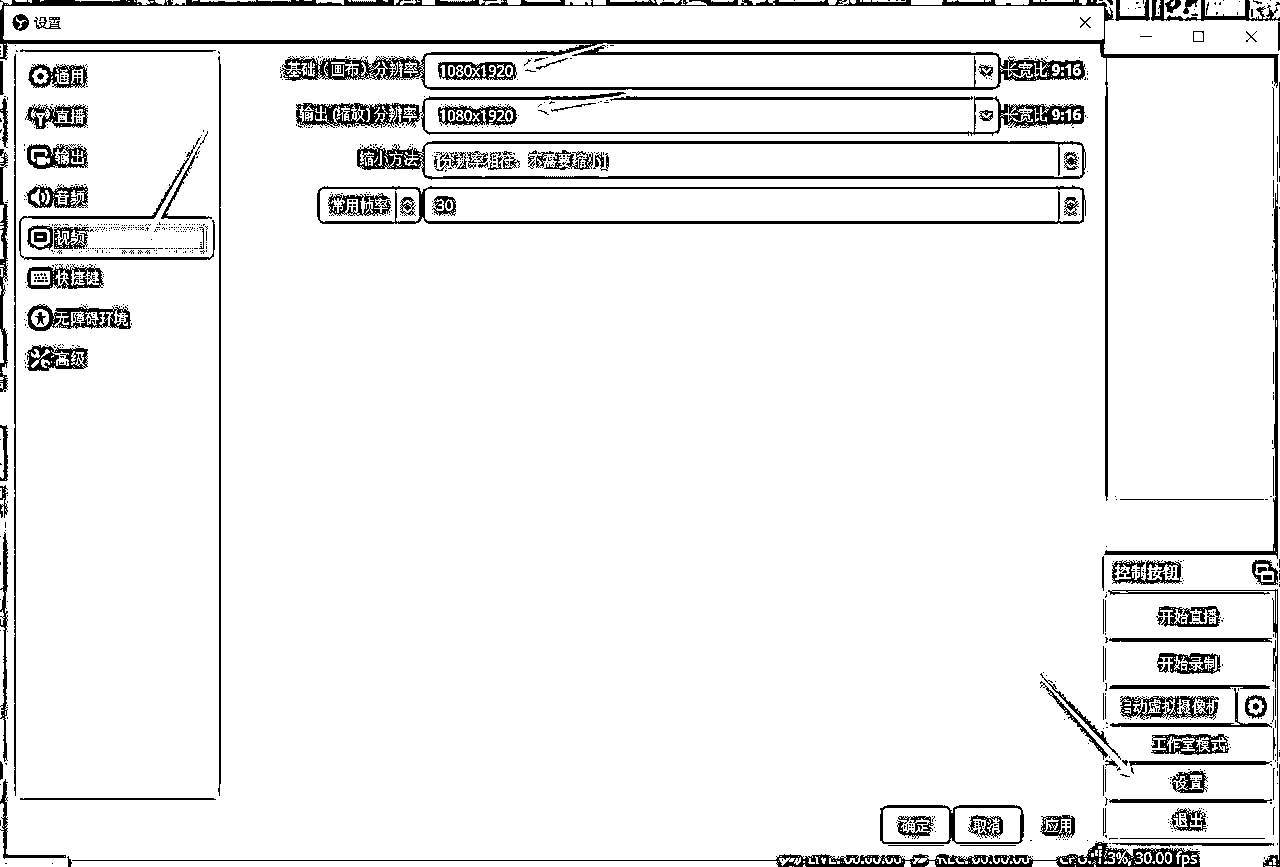 设置
通用
直播
输出
音频
视频
快捷键
无障碍环境
高级
基础（画布）分辨率 1080x1920 长宽比 9:16
输出（缩放）分辨率 1080x1920 长宽比 9:16
缩小方法 [分辨率相符，不需要缩小]
常用帧率 30
控制按钮
开始直播
开始录制
启动虚拟摄像机
工作室模式
设置
退出
确定 取消 应用
LIVE: 00:00:00 REC: 00:00:00 30.00 fps